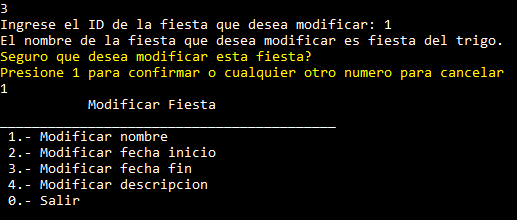 3
Ingrese el ID de la fiesta que desea modificar: 1
El nombre de la fiesta que desea modificar es fiesta del trigo.
Seguro que desea modificar esta fiesta?
Presione 1 para confirmar o cualquier otro numero para cancelar
1
Modificar Fiesta
__________________________________________
1.- Modificar nombre
2.- Modificar fecha inicio
3.- Modificar fecha fin
4.- Modificar descripcion
0.- Salir